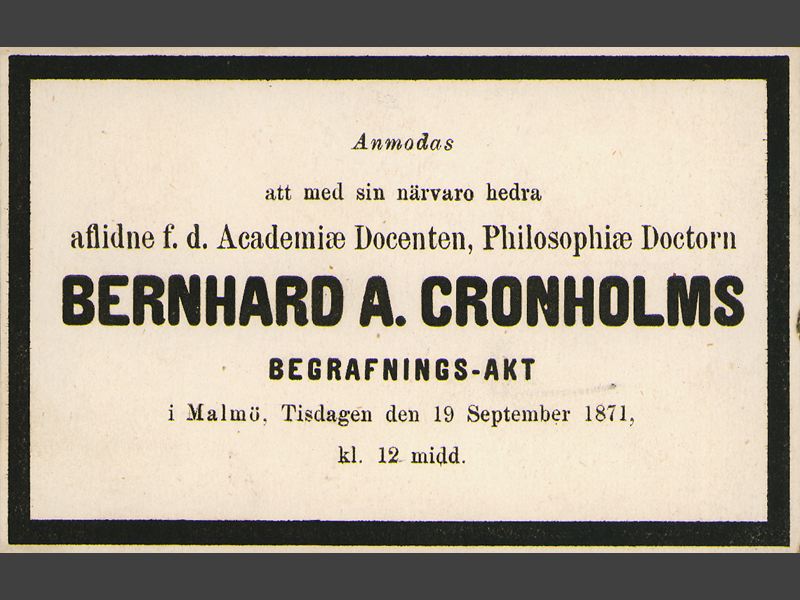 Anmodas
att med sin närvaro hedra
aflidne f. d. Academiæ Docenten, Philosophiæ Doctorn
BERNHARD A. CRONHOLMS
BEGRAFNINGS-AKT
i Malmö, Tisdagen den 19 September 1871,
kl. 12 midd.